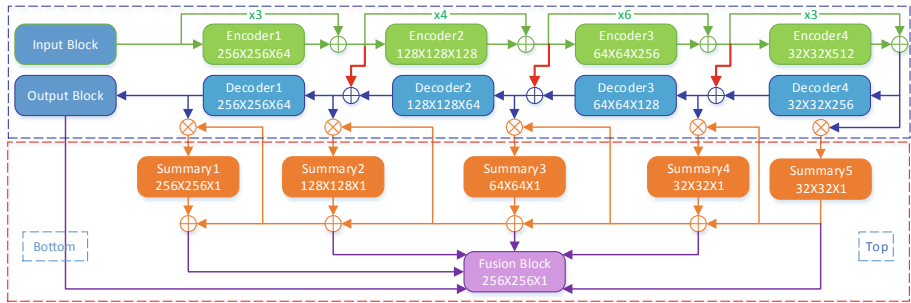 x3
x4
x6
x3
Input Block
Encoder1
256X256X64
Encoder2
128X128X128
Encoder3
64X64X256
Encoder4
32X32X512
Output Block
Decoder1
256X256X64
Decoder2
128X128X64
Decoder3
64X64X128
Decoder4
32X32X256
Summary1
256X256X1
Summary2
128X128X1
Summary3
64X64X1
Summary4
32X32X1
Summary5
32X32X1
Bottom
Top
Fusion Block
256X256X1